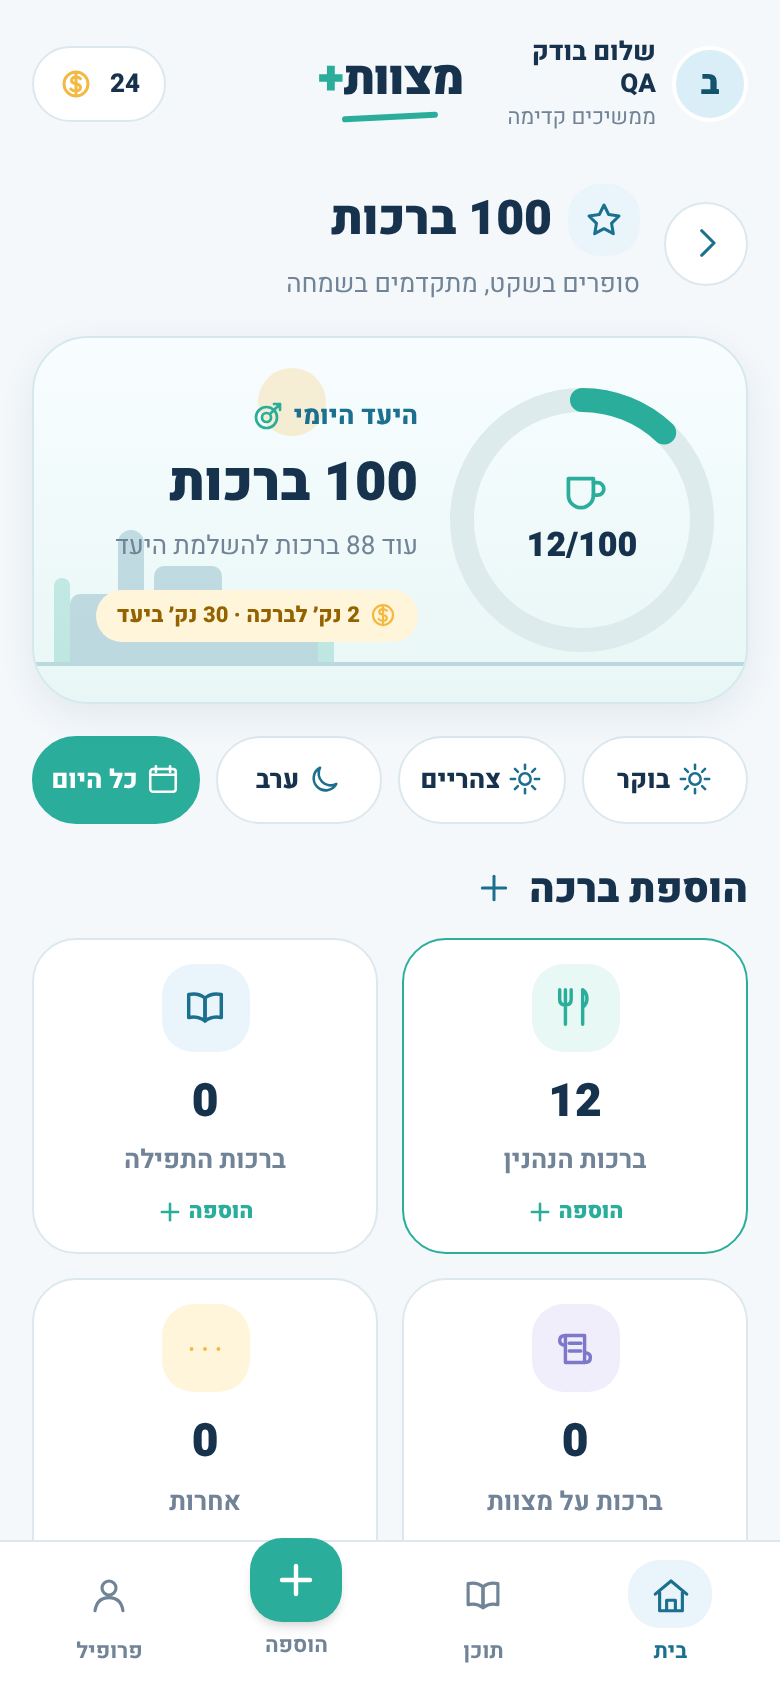 שלום בודק
QA
ממשיכים קדימה
ב
מצוות+
24
100 ברכות
סופרים בשקט, מתקדמים בשמחה
היעד היומי
100 ברכות
עוד 88 ברכות להשלמת היעד
2 נק׳ לברכה · 30 נק׳ ביעד
12/100
בוקר
צהריים
ערב
כל היום
הוספת ברכה +
12
ברכות הנהנין
הוספה +
0
ברכות התפילה
הוספה +
0
ברכות על מצוות
0
אחרות
בית
תוכן
הוספה
פרופיל